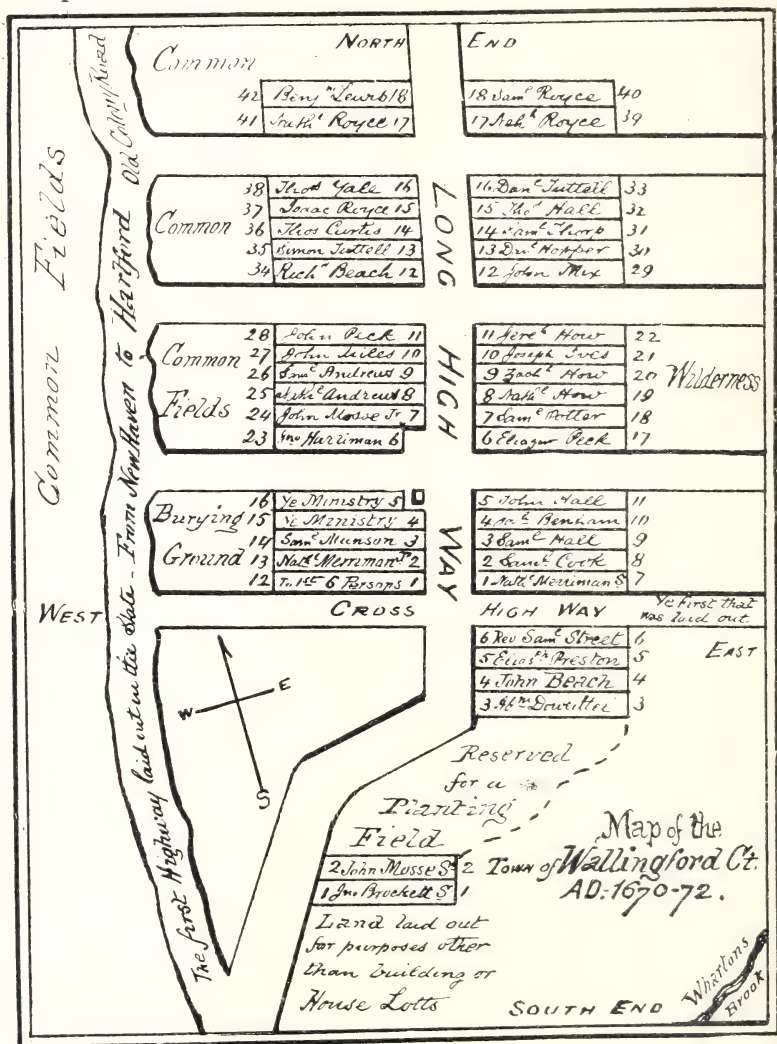 NORTH END
Common
42 Benjn Lewis 18
18 Saml Royce 40
41 Nathl Royce 17
17 Nehh Royce 39
Common Fields
Old Colony Road
The first Highway laid out in the State - From New Haven to Hartford
LONG HIGH WAY
Common
38 Thos Yale 16
37 Isaac Royce 15
36 Thos Curtis 14
35 Simon Tuttell 13
34 Richd Beach 12
16 Danl Tuttell 33
15 Thos Hall 32
14 Saml Thorp 31
13 Danl Hopper 30
12 John Mix 29
Common
Fields
28 John Peck 11
27 John Miles 10
26 Saml Andrews 9
25 Andrews 8
24 John Mosse Jr 7
23 Jno Harriman 6
11 Jereh How 22
10 Joseph Ives 21
9 Zach How 20
8 Nathl How 19
7 Saml Potter 18
6 Eliazur Peck 17
Wilderness
Burying
Ground
16 Ye Ministry 5
15 Ye Ministry 4
14 Saml Munson 3
13 Nathl Merriman Jr 2
12 To 1st 6 Persons 1
5 John Hall 11
4 Benham 10
3 Saml Hall 9
2 Saml Cook 8
1 Nathl Merriman S 7
WEST
CROSS HIGH WAY
Ye first that
was laid out
EAST
6 Rev Saml Street 6
5 Preston 5
4 John Beach 4
3 Abm Dowlittel 3
W E
S
Reserved
for a
Planting
Field
2 John Mosse Sr 2
1 Jno Brockett S 1
Map of the
Town of Wallingford Ct.
AD: 1670-72.
Land laid out
for purposes other
than building or
House Lotts
SOUTH END
Whartons
Brook